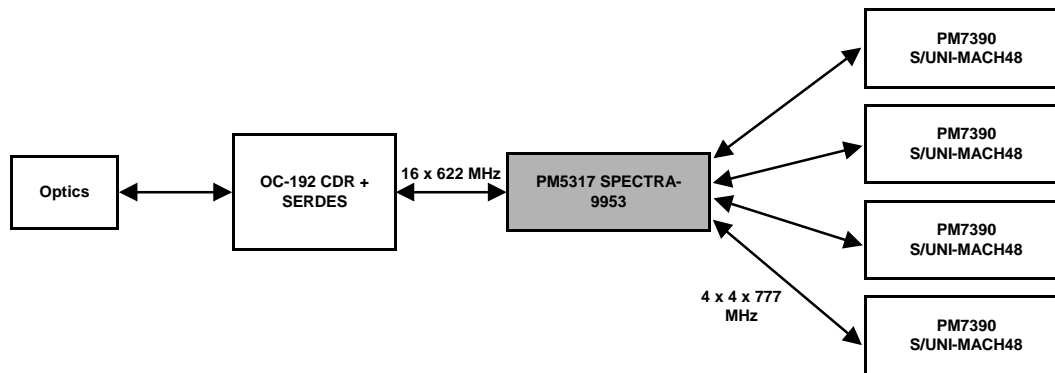 PM7390
S/UNI-MACH48
PM7390
S/UNI-MACH48
Optics
OC-192 CDR +
SERDES
16 x 622 MHz
PM5317 SPECTRA-
9953
PM7390
S/UNI-MACH48
4 x 4 x 777
MHz
PM7390
S/UNI-MACH48